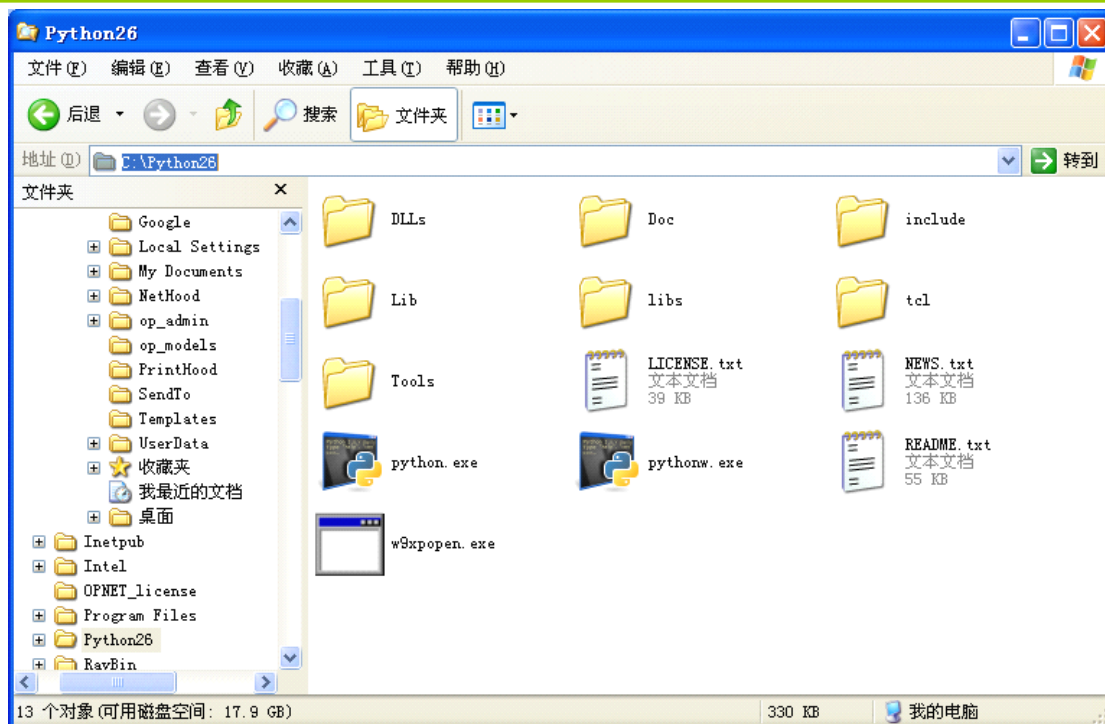 Python26
文件(F) 编辑(E) 查看(V) 收藏(A) 工具(T) 帮助(H)
后退 搜索 文件夹
地址(D) C:\Python26 转到
文件夹
Google
Local Settings
My Documents
NetHood
op_admin
op_models
PrintHood
SendTo
Templates
UserData
收藏夹
我最近的文档
桌面
Inetpub
Intel
OPNET_license
Program Files
Python26
RavBin
DLLs
Doc
include
Lib
libs
tcl
Tools
LICENSE.txt
文本文档
39 KB
NEWS.txt
文本文档
136 KB
python.exe
pythonw.exe
README.txt
文本文档
55 KB
w9xpopen.exe
13 个对象(可用磁盘空间: 17.9 GB) 330 KB 我的电脑